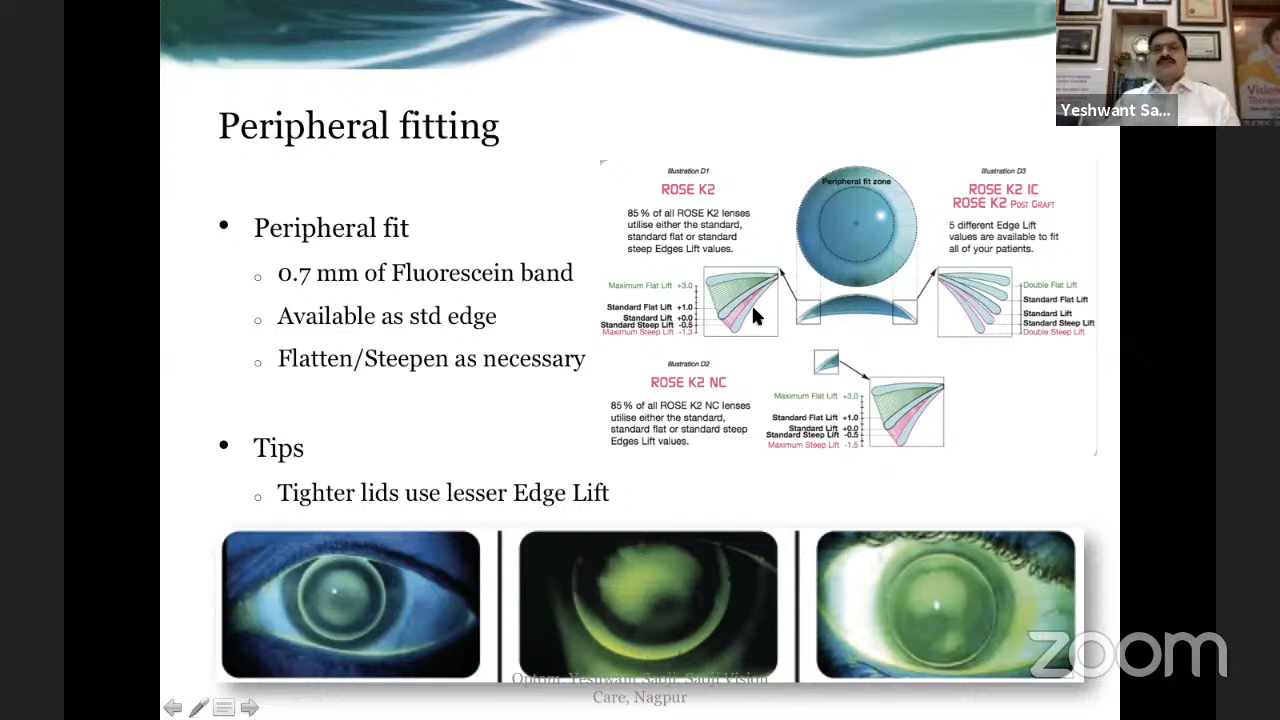 Yeshwant Sa...
Peripheral fitting
• Peripheral fit
○ 0.7 mm of Fluorescein band
○ Available as std edge
○ Flatten/Steepen as necessary
• Tips
○ Tighter lids use lesser Edge Lift
Illustration D1
ROSE K2
85% of all ROSE K2 lenses
utilise either the standard,
standard flat or standard
steep Edges Lift values.
Maximum Flat Lift +3.0
Standard Flat Lift +1.0
Standard Lift +0.0
Standard Steep Lift -0.5
Maximum Steep Lift -1.3
Peripheral fit zone
Illustration D3
ROSE K2 IC
ROSE K2 POST GRAFT
5 different Edge Lift
values are available to fit
all of your patients.
Double Flat Lift
Standard Flat Lift
Standard Lift
Standard Steep Lift
Double Steep Lift
Illustration D2
ROSE K2 NC
85% of all ROSE K2 NC lenses
utilise either the standard,
standard flat or standard steep
Edges Lift values.
Maximum Flat Lift +3.0
Standard Flat Lift +1.0
Standard Lift +0.0
Standard Steep Lift -0.5
Maximum Steep Lift -1.5
Optom. Yeshwant Saoji, Saoji Vision
Care, Nagpur
zoom